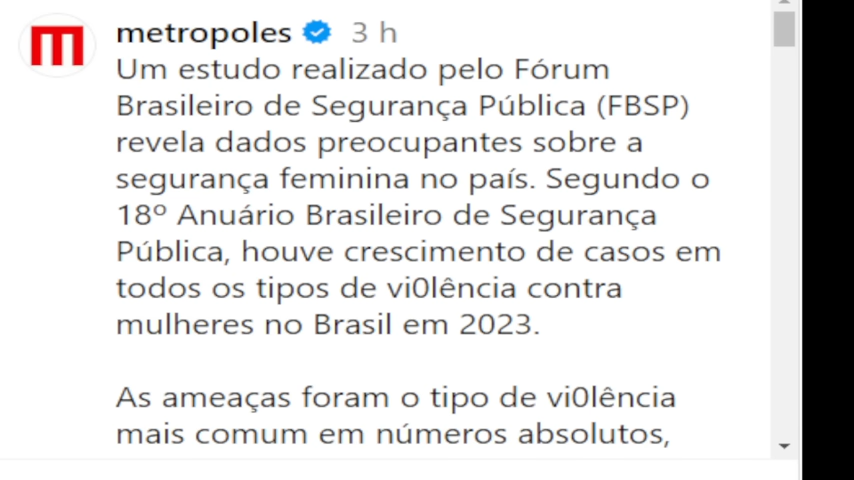 metropoles 3 h
Um estudo realizado pelo Fórum
Brasileiro de Segurança Pública (FBSP)
revela dados preocupantes sobre a
segurança feminina no país. Segundo o
18º Anuário Brasileiro de Segurança
Pública, houve crescimento de casos em
todos os tipos de vi0lência contra
mulheres no Brasil em 2023.
As ameaças foram o tipo de vi0lência
mais comum em números absolutos,